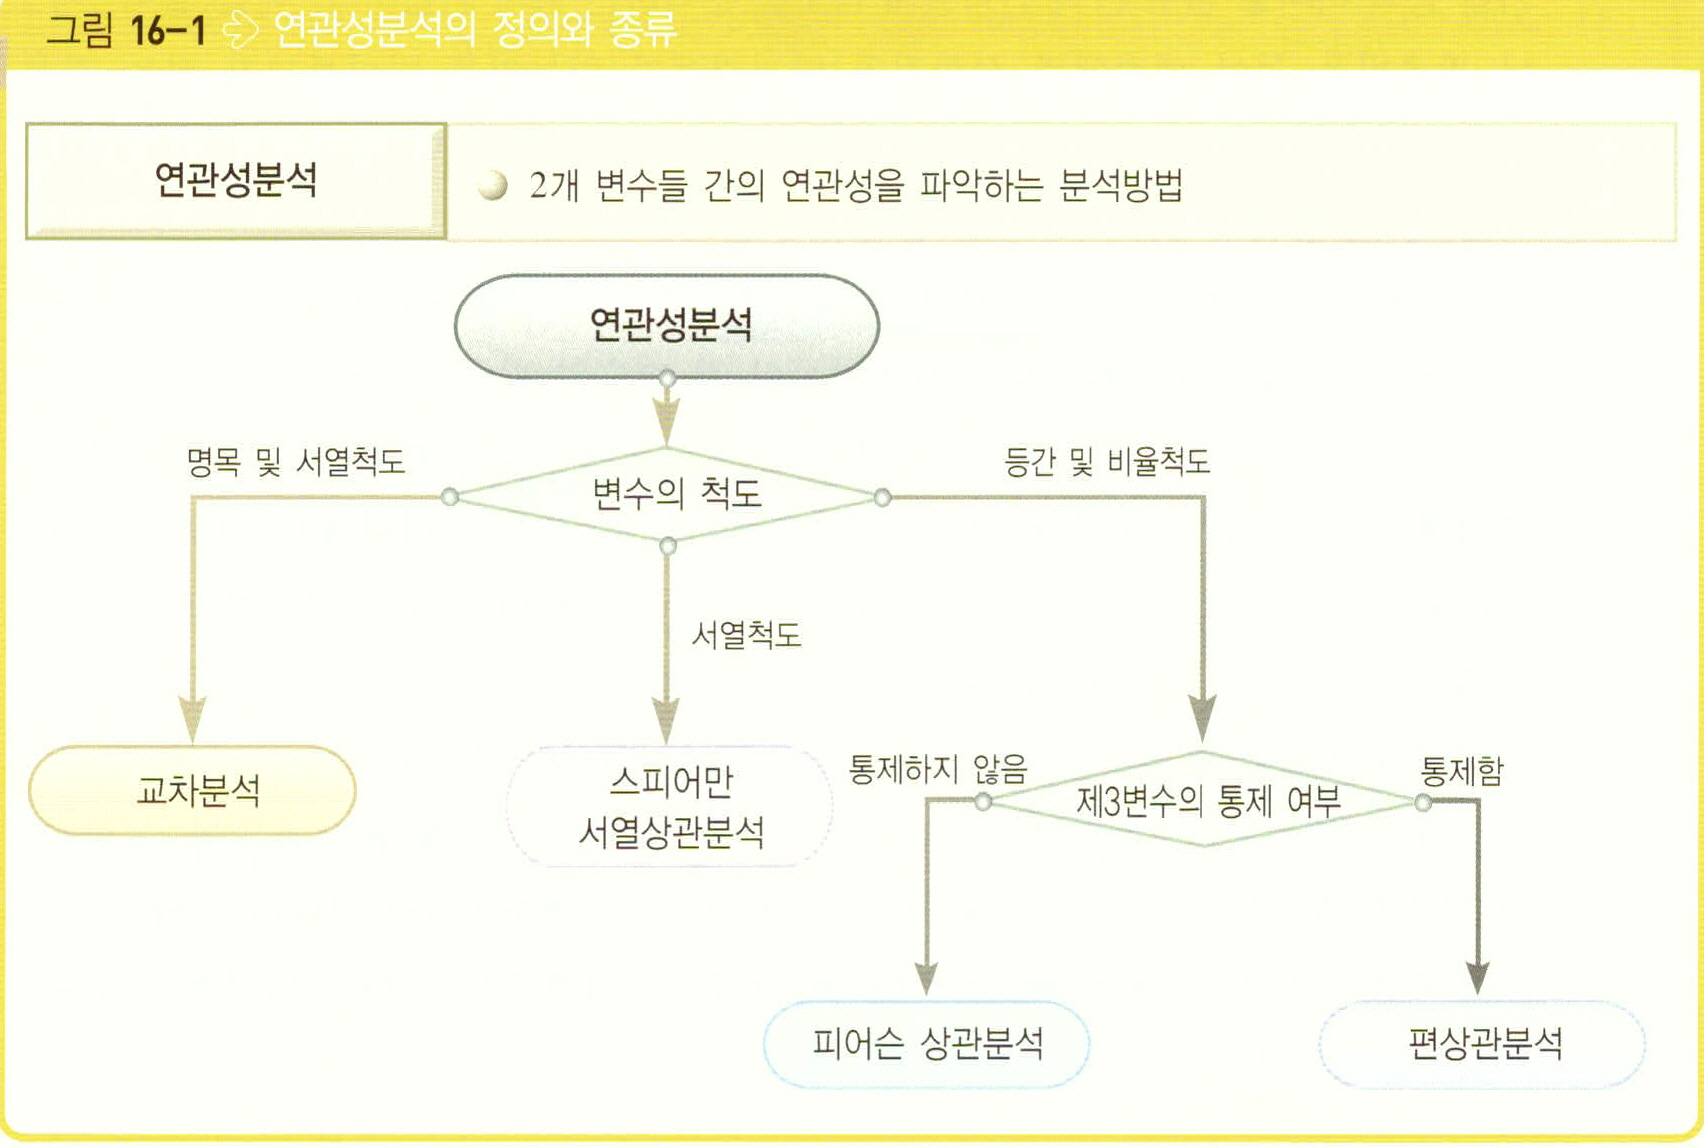 그림 16-1 연관성분석의 정의와 종류
연관성분석
2개 변수들 간의 연관성을 파악하는 분석방법
연관성분석
명목 및 서열척도
변수의 척도
등간 및 비율척도
서열척도
교차분석
스피어만
서열상관분석
통제하지 않음
제3변수의 통제 여부
통제함
피어슨 상관분석
편상관분석